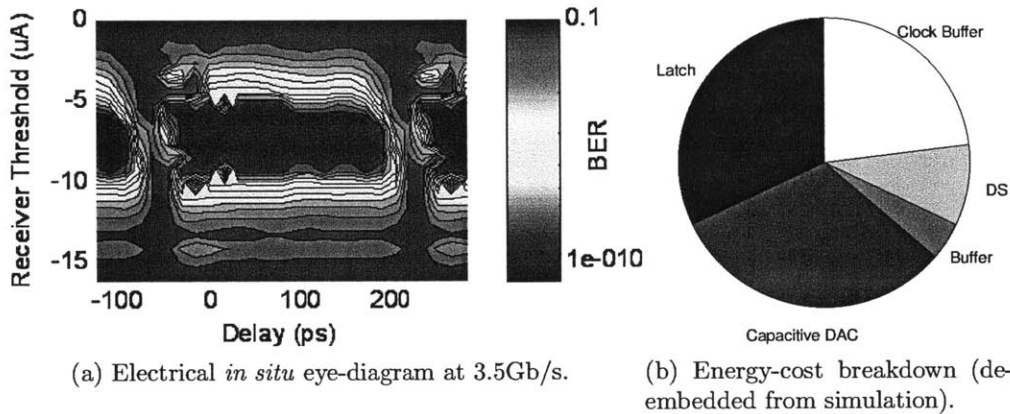 0
-5
-10
-15
Receiver Threshold (uA)
-100
0
100
200
Delay (ps)
0.1
BER
1e-010
(a) Electrical in situ eye-diagram at 3.5Gb/s.
Clock Buffer
Latch
DS
Buffer
Capacitive DAC
(b) Energy-cost breakdown (de-
embedded from simulation).